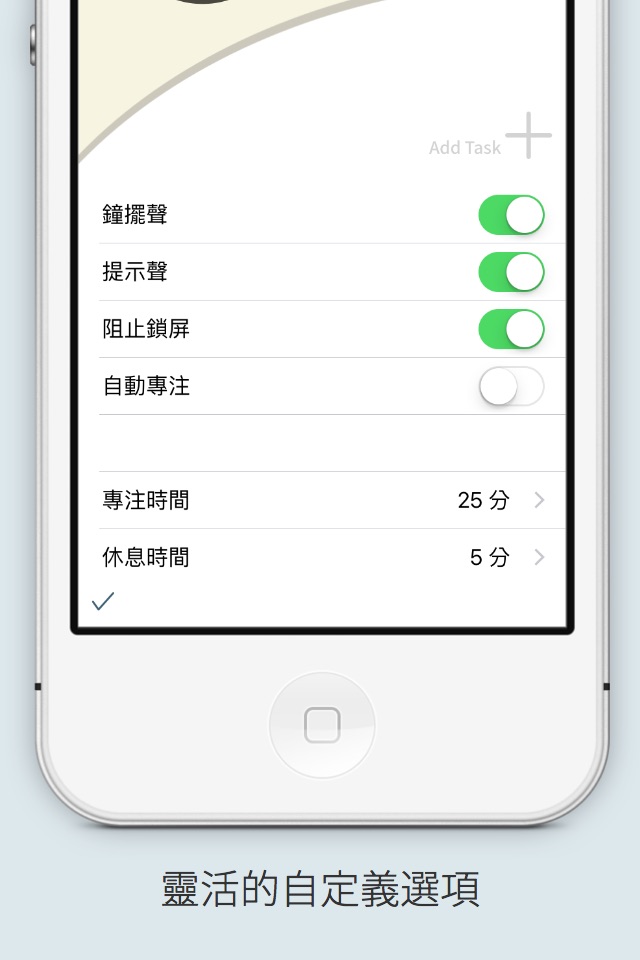 Add Task
鐘擺聲
提示聲
阻止鎖屏
自動專注
專注時間 25 分
休息時間 5 分
靈活的自定義選項